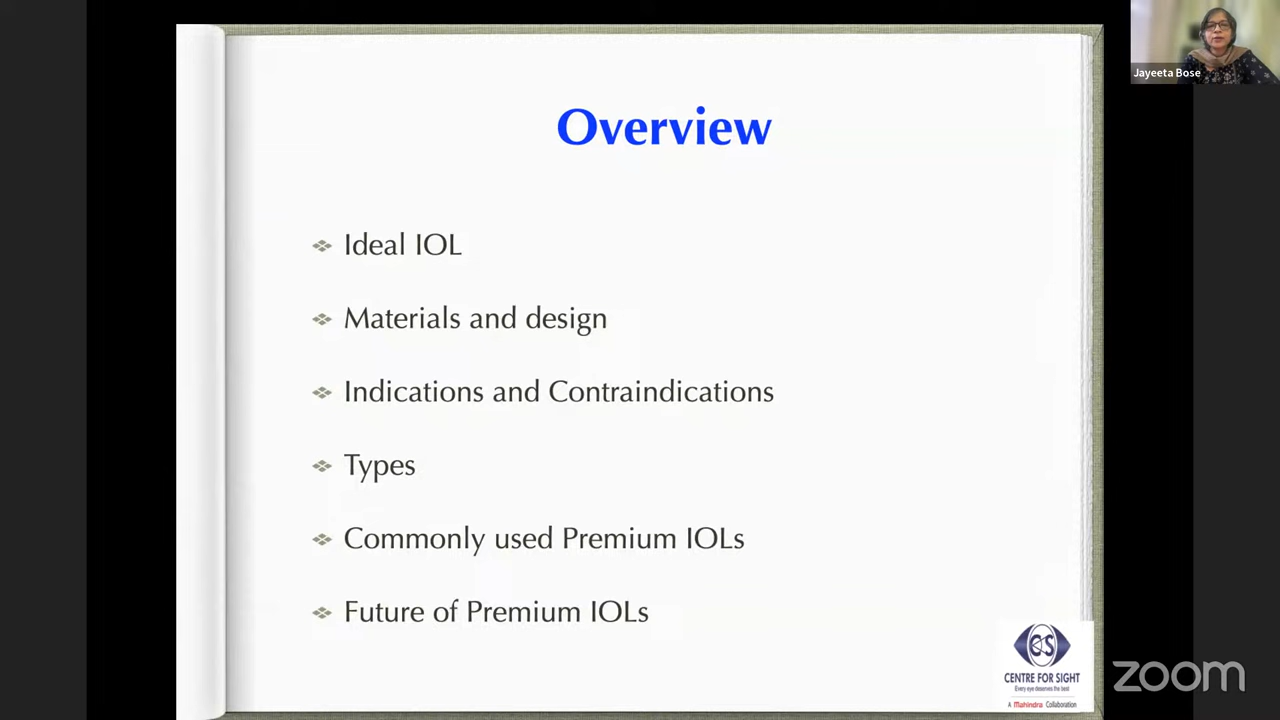 Jayeeta Bose
Overview
Ideal IOL
Materials and design
Indications and Contraindications
Types
Commonly used Premium IOLs
Future of Premium IOLs
CS
CENTRE FOR SIGHT
Every eye deserves the best
A Mahindra Collaboration
zoom